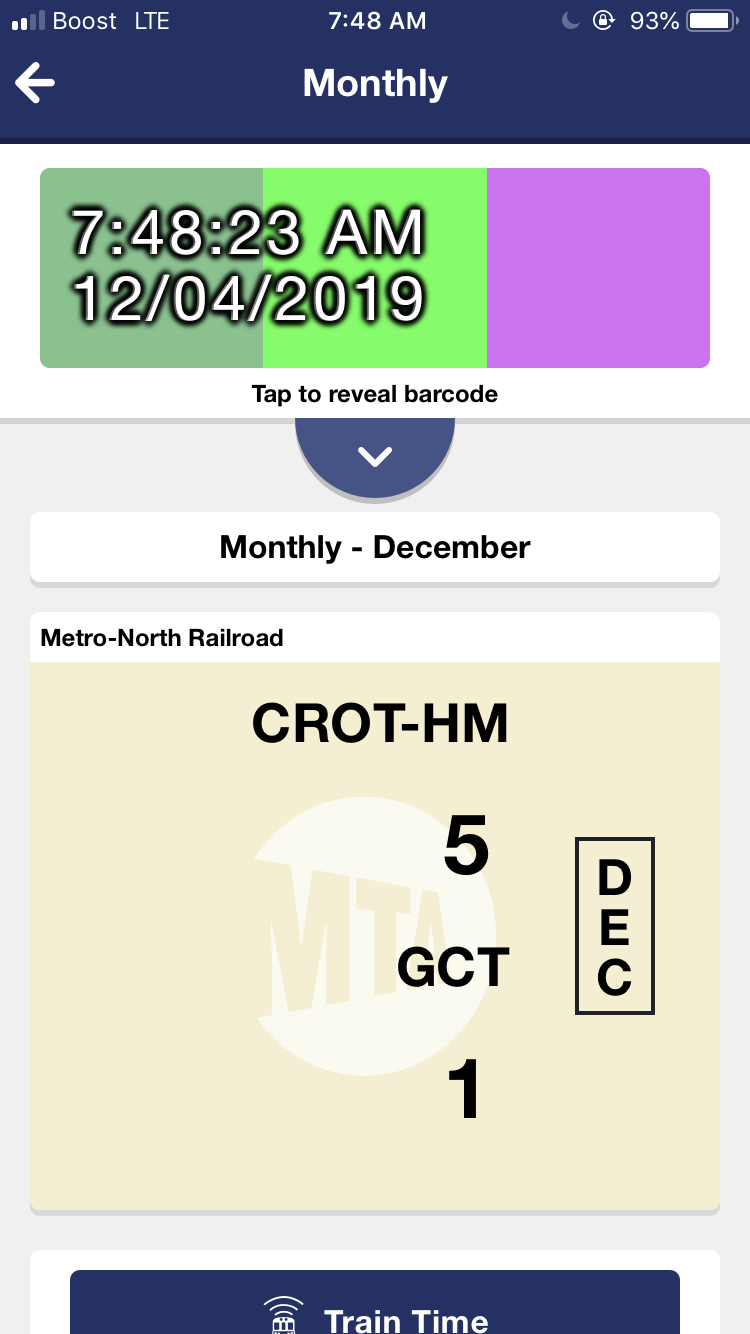 Boost LTE 7:48 AM 93%
Monthly
7:48:23 AM
12/04/2019
Tap to reveal barcode
Monthly - December
Metro-North Railroad
CROT-HM
5
MTA
GCT
1
D
E
C
Train Time